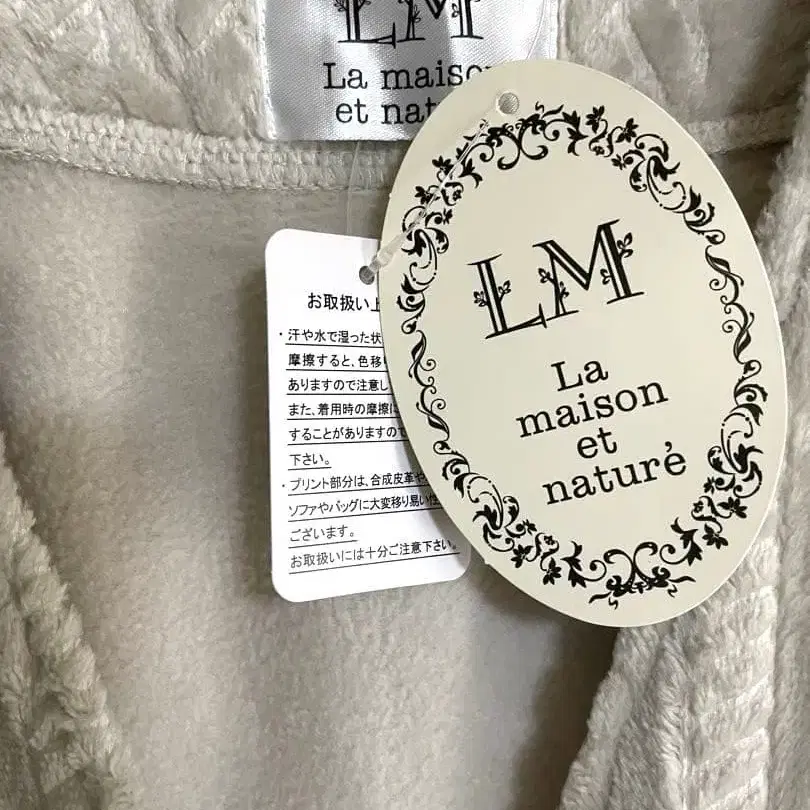 LM
La
et
お取扱い
・汗や水で湿った
摩擦すると、色移
ありますので注意し
また、着用時の摩擦に
することがありますので
下さい。
・プリント部分は、合成皮革や
ソファやバッグに大変移り易い
ございます。
お取扱いには十分ご注意下さい。
LM
La
maison
et
naturé